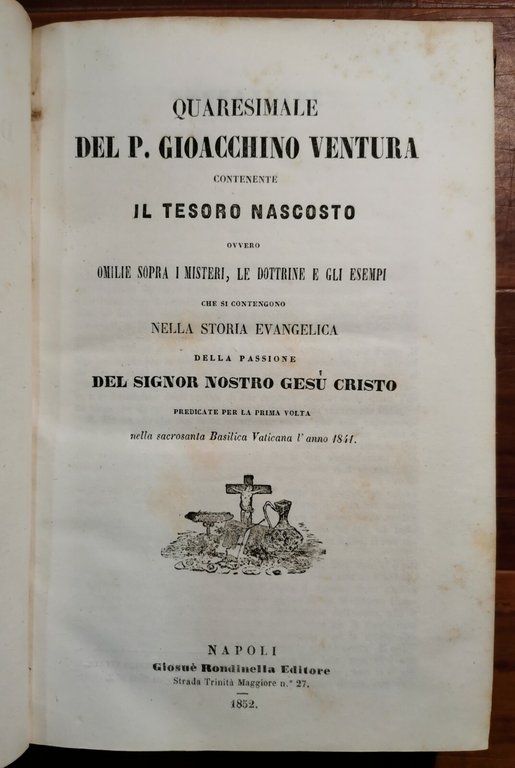 QUARESIMALE
DEL P. GIOACCHINO VENTURA
CONTENENTE
IL TESORO NASCOSTO
OVVERO
OMILIE SOPRA I MISTERI, LE DOTTRINE E GLI ESEMPI
CHE SI CONTENGONO
NELLA STORIA EVANGELICA
DELLA PASSIONE
DEL SIGNOR NOSTRO GESÙ CRISTO
PREDICATE PER LA PRIMA VOLTA
nella sacrosanta Basilica Vaticana l'anno 1841.
NAPOLI
Giosuè Rondinella Editore
Strada Trinità Maggiore n.° 27.
1852.